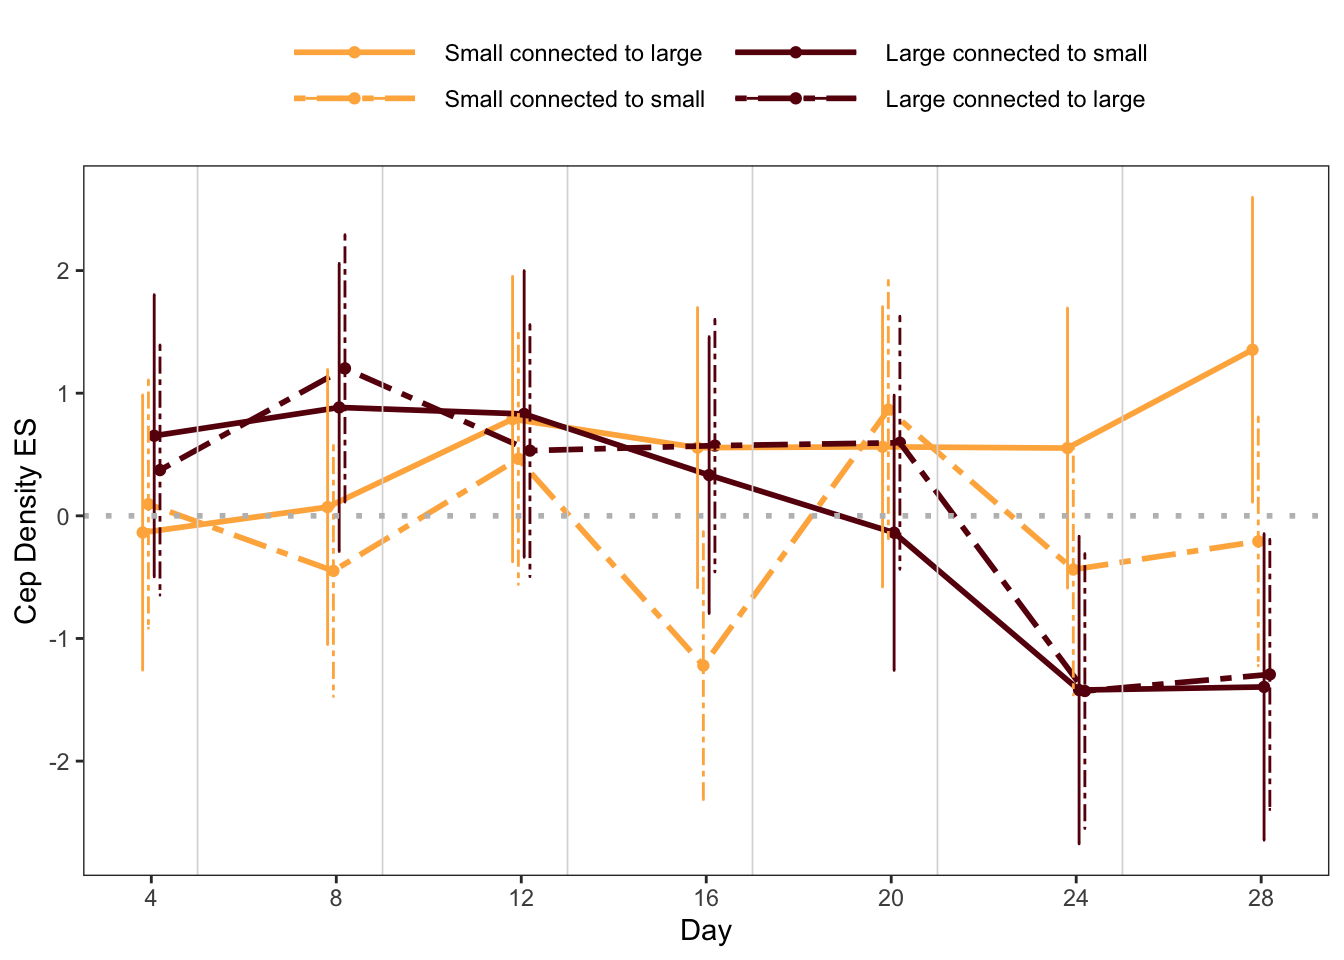 Small connected to large
Large connected to small
Small connected to small
Large connected to large
Cep Density ES
2
1
0
-1
-2
4
8
12
16
20
24
28
Day